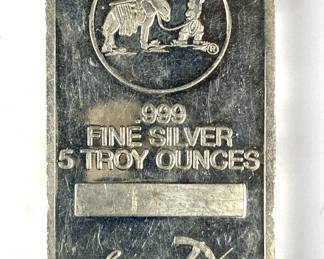 ®
.999
FINE SILVER
5 TROY OUNCES